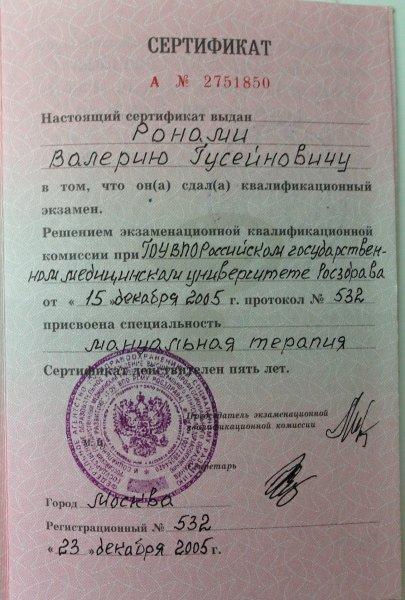 СЕРТИФИКАТ
А № 2751850
Настоящий сертификат выдан
Ронами
Валерию Гусейновичу
в том, что он(а) сдал(а) квалификационный
экзамен.
Решением экзаменационной квалификационной
комиссии при ГОУВПО Российском государствен-
ном медицинском университете Росздрава
от « 15 декабря 2005 г. протокол № 532
присвоена специальность
мануальная терапия
Сертификат действителен пять лет.
Председатель экзаменационной
квалификационной комиссии
М.П.
Секретарь
Город Москва
Регистрационный № 532
« 23 » декабря 2005 г.